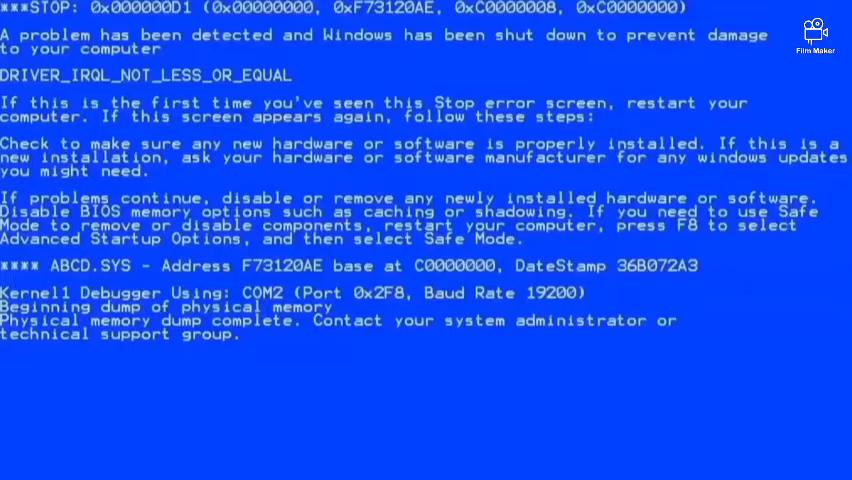 ***STOP: 0x000000D1 (0x00000000, 0xF73120AE, 0xC0000008, 0xC0000000)
A problem has been detected and Windows has been shut down to prevent damage
to your computer
DRIVER_IRQL_NOT_LESS_OR_EQUAL
If this is the first time you've seen this Stop error screen, restart your
computer. If this screen appears again, follow these steps:
Check to make sure any new hardware or software is properly installed. If this is a
new installation, ask your hardware or software manufacturer for any windows updates
you might need.
If problems continue, disable or remove any newly installed hardware or software.
Disable BIOS memory options such as caching or shadowing. If you need to use Safe
Mode to remove or disable components, restart your computer, press F8 to select
Advanced Startup Options, and then select Safe Mode.
**** ABCD.SYS - Address F73120AE base at C0000000, DateStamp 36B072A3
Kernel1 Debugger Using: COM2 (Port 0x2F8, Baud Rate 19200)
Beginning dump of physical memory
Physical memory dump complete. Contact your system administrator or
technical support group.
Film Maker